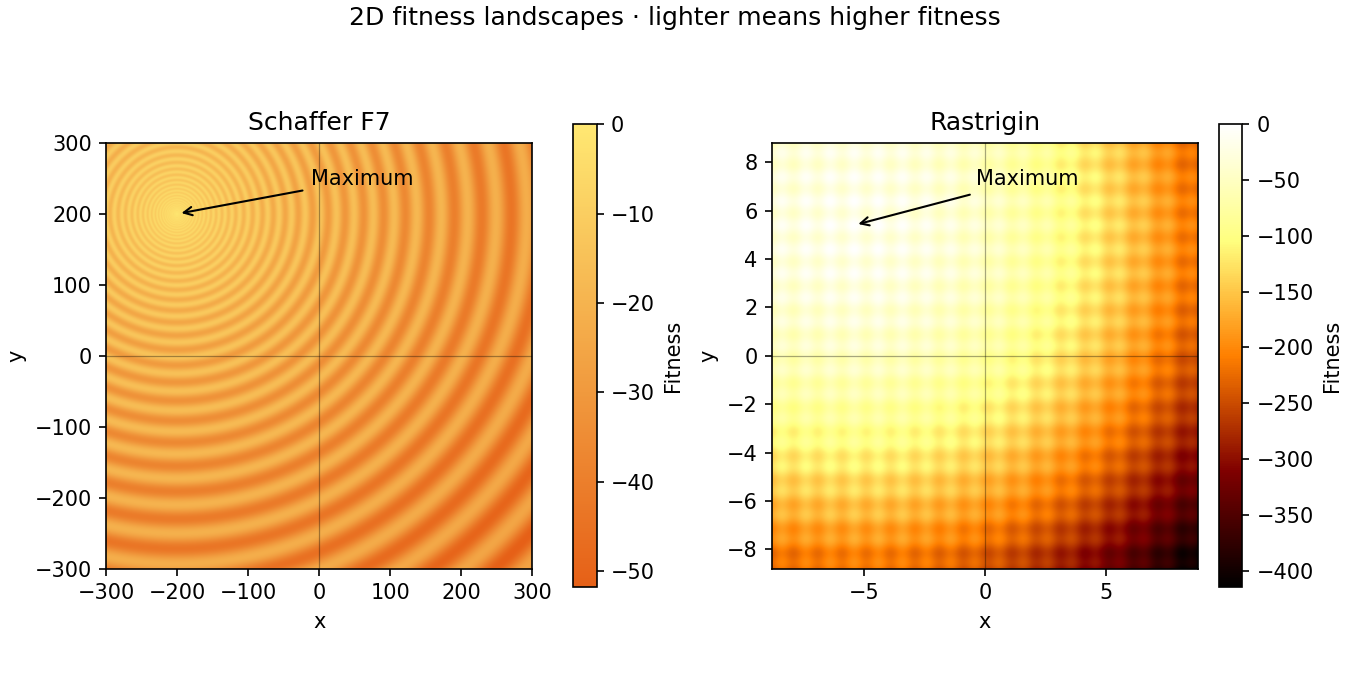 2D fitness landscapes · lighter means higher fitness
Schaffer F7
300
200
100
0
−100
−200
−300
y
Maximum
−300 −200 −100 0 100 200 300
x
0
−10
−20
−30
−40
−50
Fitness
Rastrigin
8
6
4
2
0
−2
−4
−6
−8
y
Maximum
−5 0 5
x
0
−50
−100
−150
−200
−250
−300
−350
−400
Fitness